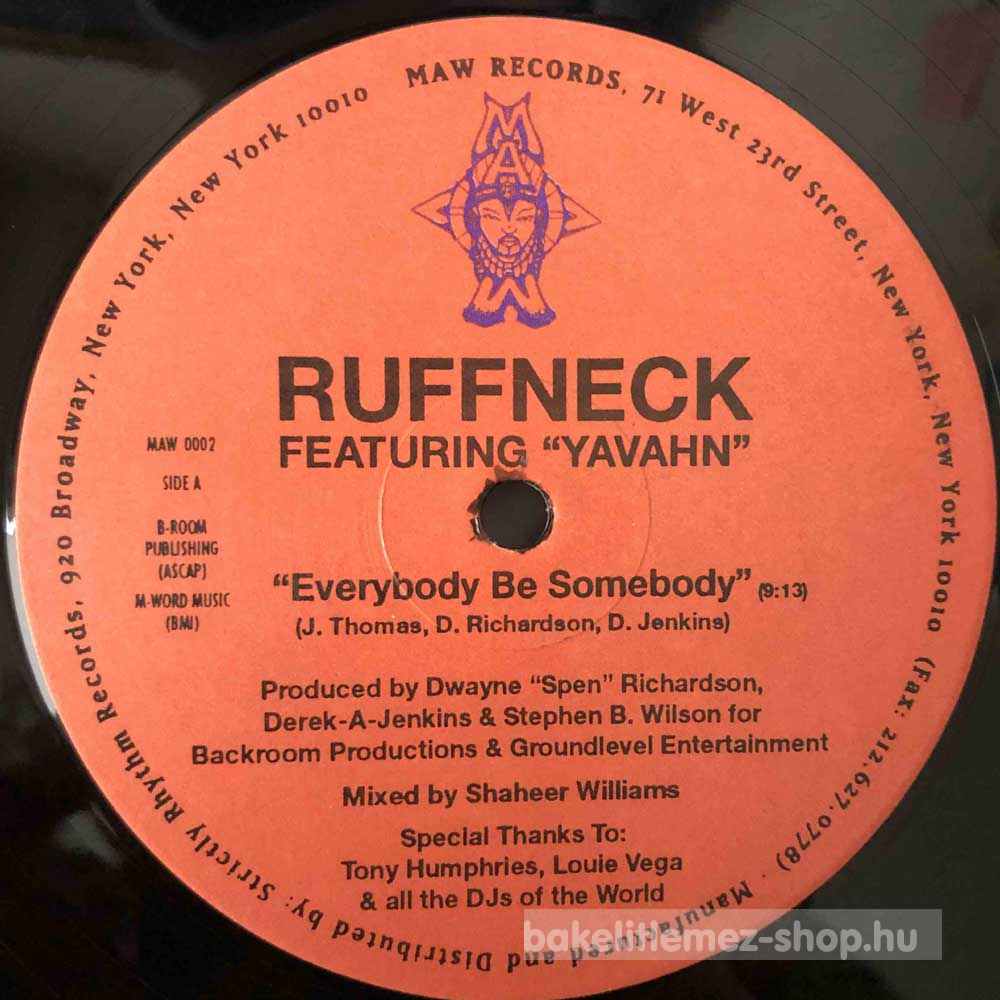 MAW RECORDS, 71 West 23rd Street, New York, New York 10010 (Fax: 212.627.0778) · Manufactured and Distributed by: Strictly Rhythm Records, 920 Broadway, New York, New York 10010
MAW
RUFFNECK
FEATURING “YAVAHN”
MAW 0002
SIDE A
B-ROOM
PUBLISHING
(ASCAP)
M-WORD MUSIC
(BMI)
“Everybody Be Somebody” (9:13)
(J. Thomas, D. Richardson, D. Jenkins)
Produced by Dwayne “Spen” Richardson,
Derek-A-Jenkins & Stephen B. Wilson for
Backroom Productions & Groundlevel Entertainment
Mixed by Shaheer Williams
Special Thanks To:
Tony Humphries, Louie Vega
& all the DJs of the World
bakelitlemez-shop.hu